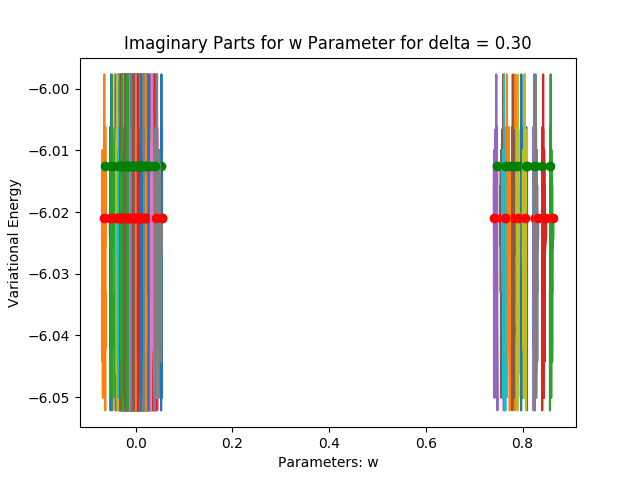 Imaginary Parts for w Parameter for delta = 0.30
−6.00
−6.01
−6.02
−6.03
−6.04
−6.05
Variational Energy
0.0 0.2 0.4 0.6 0.8
Parameters: w